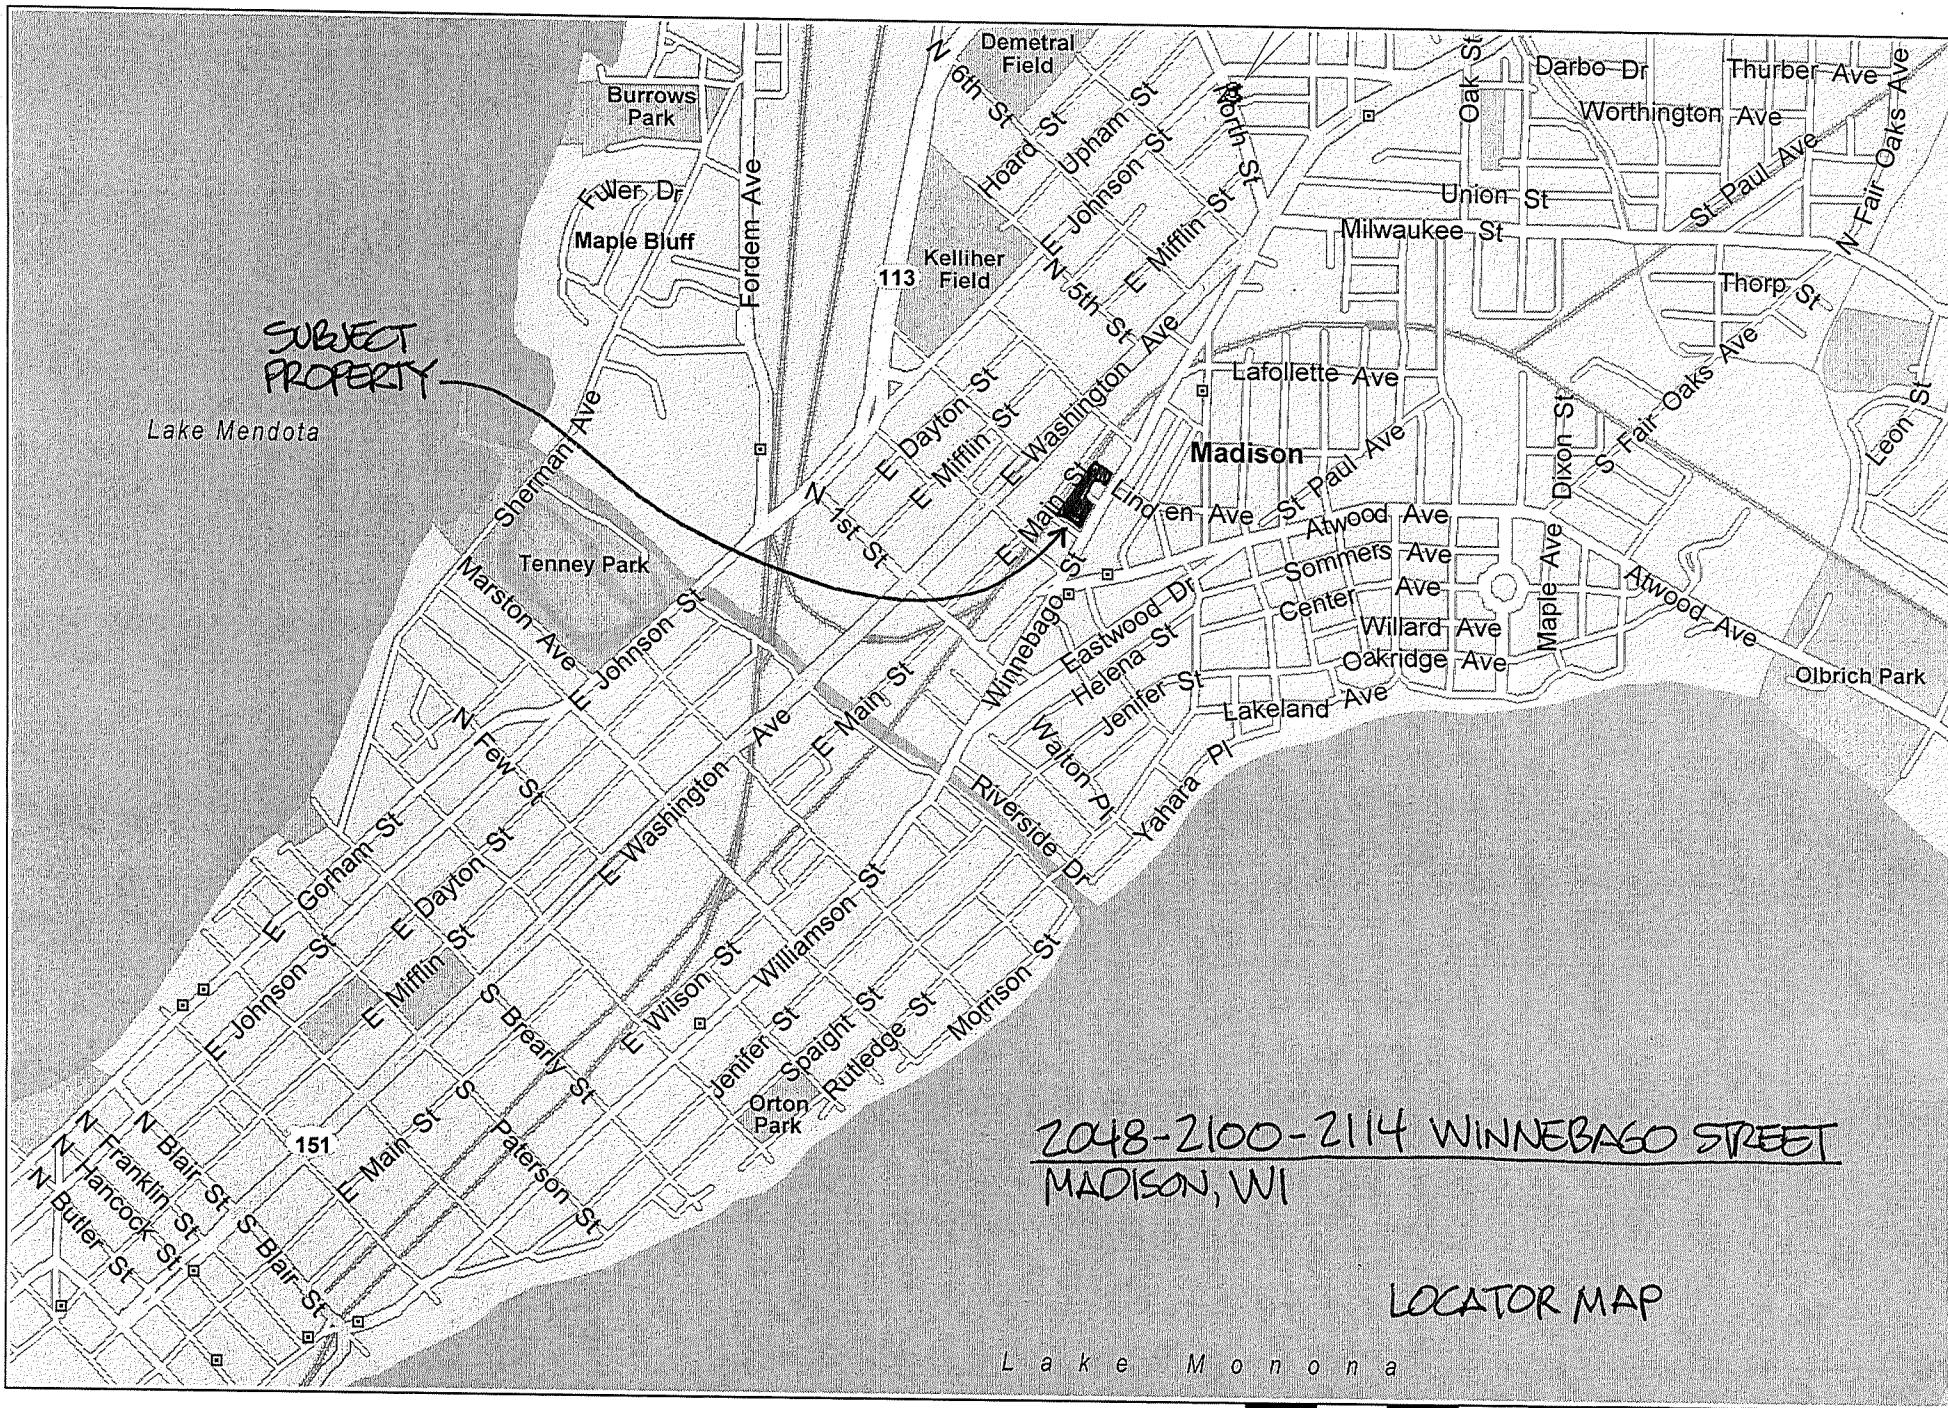 Demetral
Field
N 6th St
Burrows
Park
Hoard St
Upham St
E Johnson St
North St
E Mifflin St
Oak St
Darbo Dr
Thurber Ave
Worthington Ave
N Fair Oaks Ave
St Paul Ave
Union St
Milwaukee St
Fuller Dr
Maple Bluff
Fordem Ave
113
Kelliher
Field
N 5th St
Thorp St
SUBJECT
PROPERTY
Lake Mendota
Sherman Ave
E Dayton St
E Mifflin St
E Washington Ave
Lafollette Ave
Madison
St Paul Ave
Dixon St
S Fair Oaks Ave
Leon St
N 1st St
E Main St
Linden Ave
Atwood Ave
Sommers Ave
Center Ave
Willard Ave
Oakridge Ave
Maple Ave
Atwood Ave
Olbrich Park
Tenney Park
Marston Ave
E Johnson St
Winnebago St
Eastwood Dr
Helena St
Jenifer St
Lakeland Ave
Walton Pl
Yahara Pl
Riverside Dr
N Few St
E Main St
E Washington Ave
E Gorham St
E Dayton St
E Johnson St
E Mifflin St
Williamson St
E Wilson St
Jenifer St
Spaight St
Rutledge St
Morrison St
Orton
Park
S Brearly St
S Paterson St
E Main St
151
N Blair St
N Franklin St
N Hancock St
N Butler St
S Blair St
2048-2100-2114 WINNEBAGO STREET
MADISON, WI
LOCATOR MAP
Lake Monona